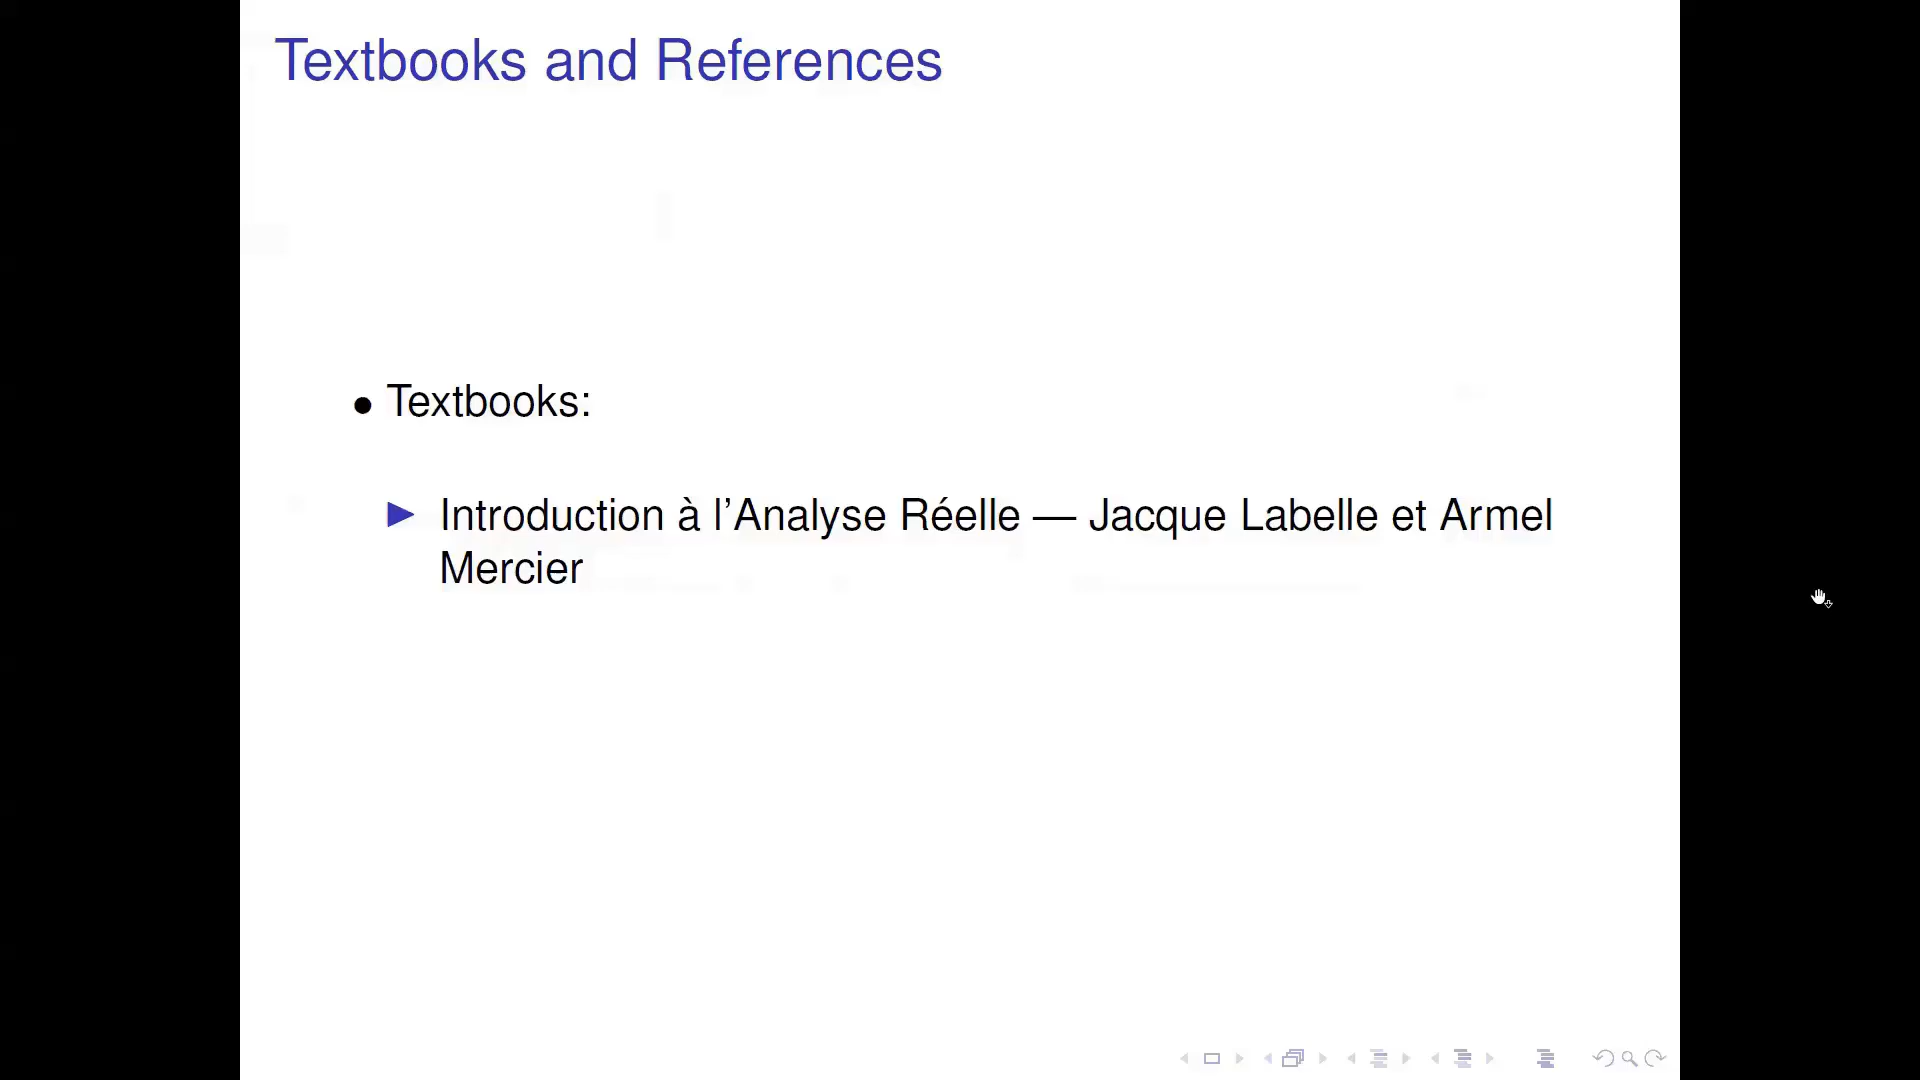 Textbooks and References
• Textbooks:
▶ Introduction à l'Analyse Réelle — Jacque Labelle et Armel
Mercier